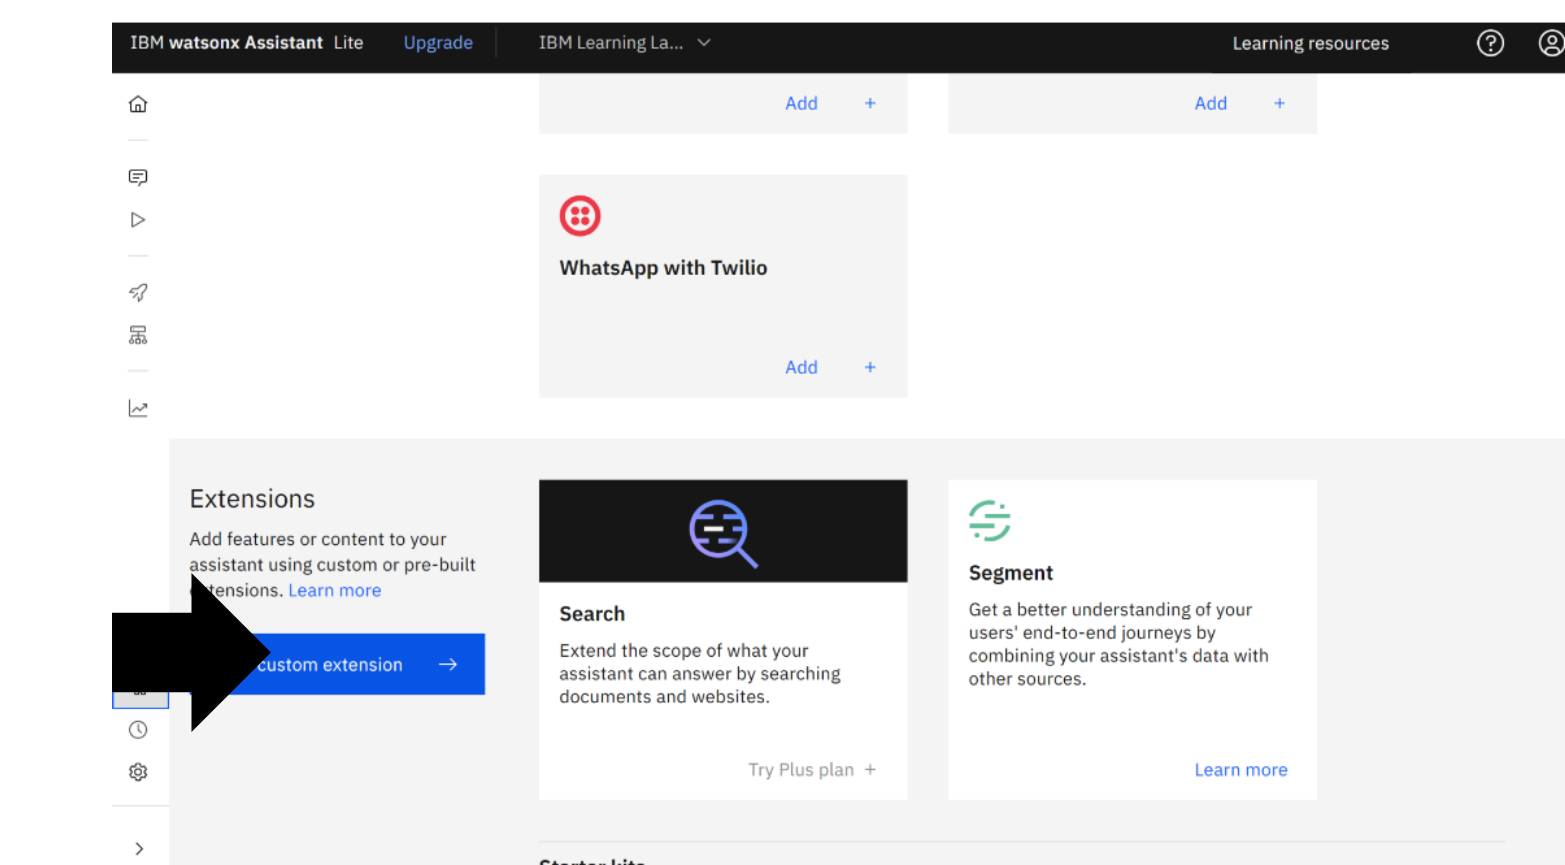 IBM watsonx Assistant Lite Upgrade IBM Learning La... Learning resources
Add + Add +
WhatsApp with Twilio
Add +
Extensions
Add features or content to your
assistant using custom or pre-built
tensions. Learn more
custom extension →
Search
Extend the scope of what your
assistant can answer by searching
documents and websites.
Try Plus plan +
Segment
Get a better understanding of your
users' end-to-end journeys by
combining your assistant's data with
other sources.
Learn more
Starter kits